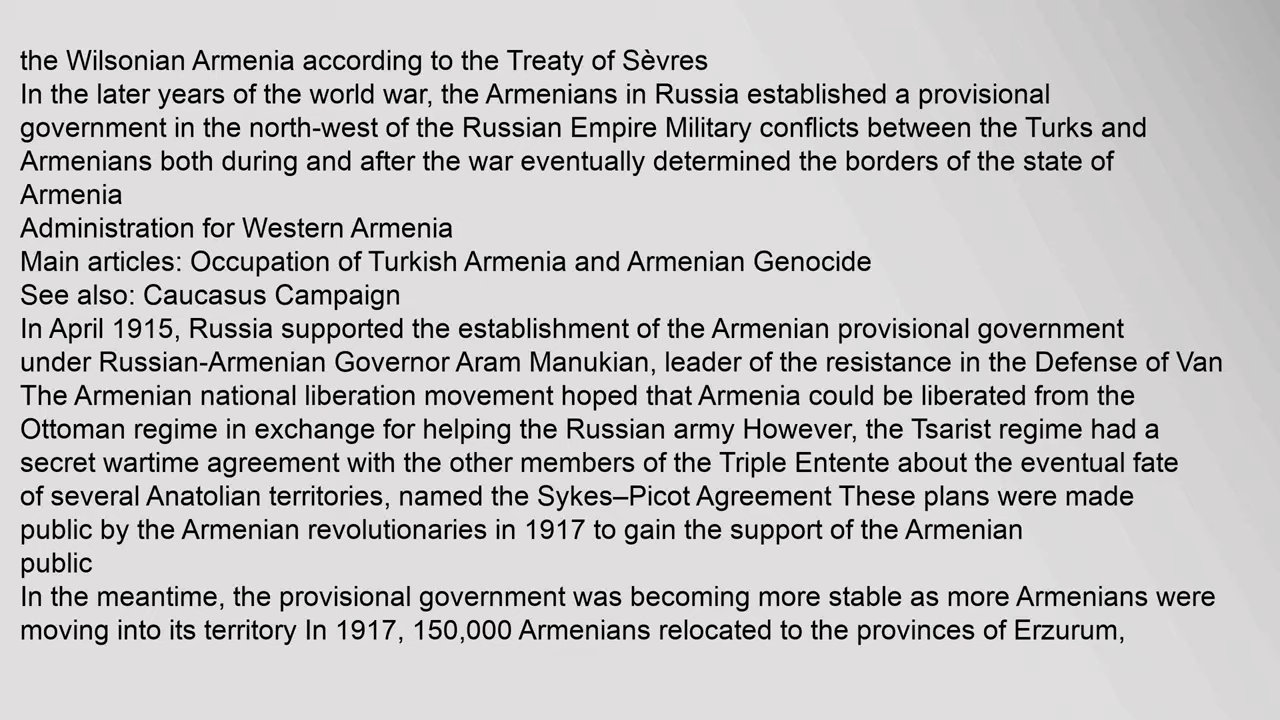 the Wilsonian Armenia according to the Treaty of Sèvres
In the later years of the world war, the Armenians in Russia established a provisional
government in the north-west of the Russian Empire Military conflicts between the Turks and
Armenians both during and after the war eventually determined the borders of the state of
Armenia
Administration for Western Armenia
Main articles: Occupation of Turkish Armenia and Armenian Genocide
See also: Caucasus Campaign
In April 1915, Russia supported the establishment of the Armenian provisional government
under Russian-Armenian Governor Aram Manukian, leader of the resistance in the Defense of Van
The Armenian national liberation movement hoped that Armenia could be liberated from the
Ottoman regime in exchange for helping the Russian army However, the Tsarist regime had a
secret wartime agreement with the other members of the Triple Entente about the eventual fate
of several Anatolian territories, named the Sykes–Picot Agreement These plans were made
public by the Armenian revolutionaries in 1917 to gain the support of the Armenian
public
In the meantime, the provisional government was becoming more stable as more Armenians were
moving into its territory In 1917, 150,000 Armenians relocated to the provinces of Erzurum,